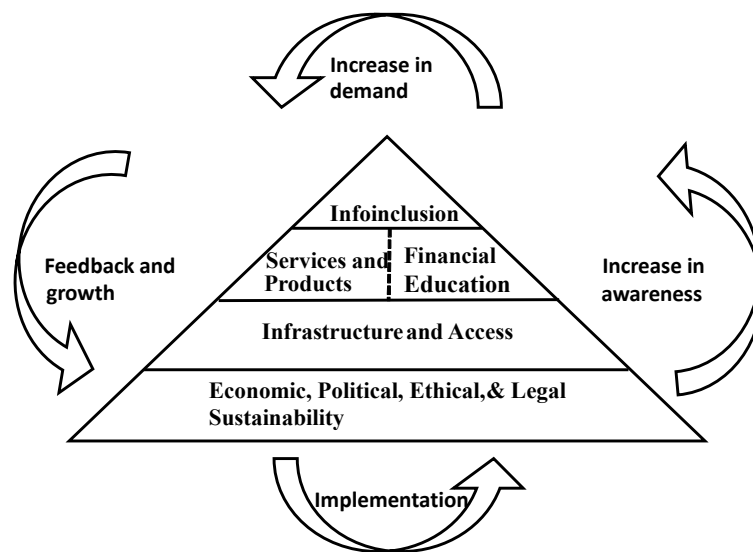 Increase in
demand
Infoinclusion
Services and
Products
Financial
Education
Feedback and
growth
Increase in
awareness
Infrastructure and Access
Economic, Political, Ethical,& Legal
Sustainability
Implementation